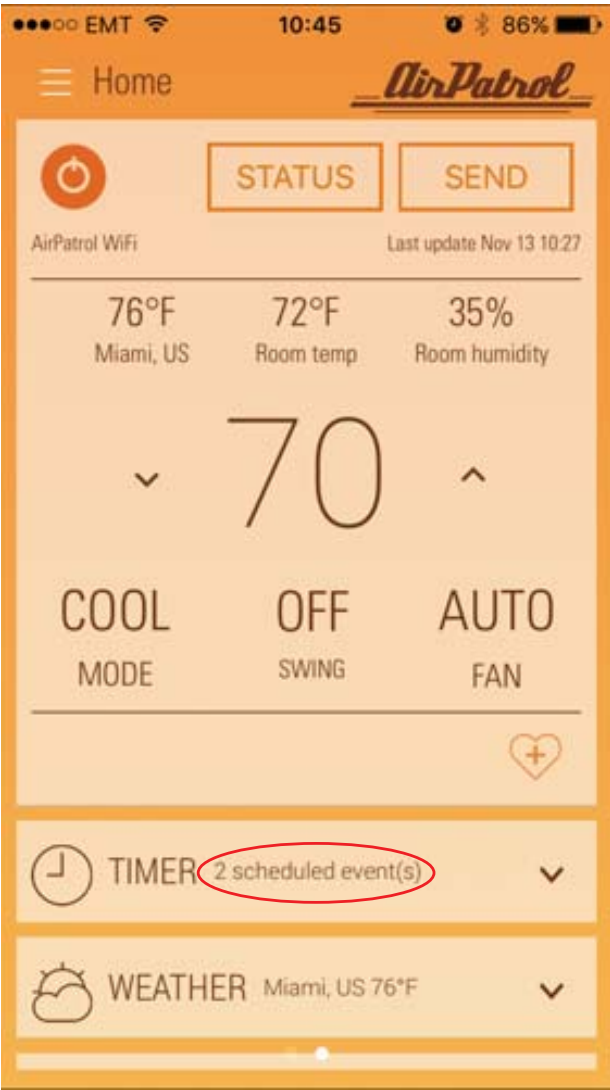 EMT 10:45 86%
Home AirPatrol
STATUS SEND
AirPatrol WiFi Last update Nov 13 10:27
76°F 72°F 35%
Miami, US Room temp Room humidity
70
COOL OFF AUTO
MODE SWING FAN
TIMER 2 scheduled event(s)
WEATHER Miami, US 76°F